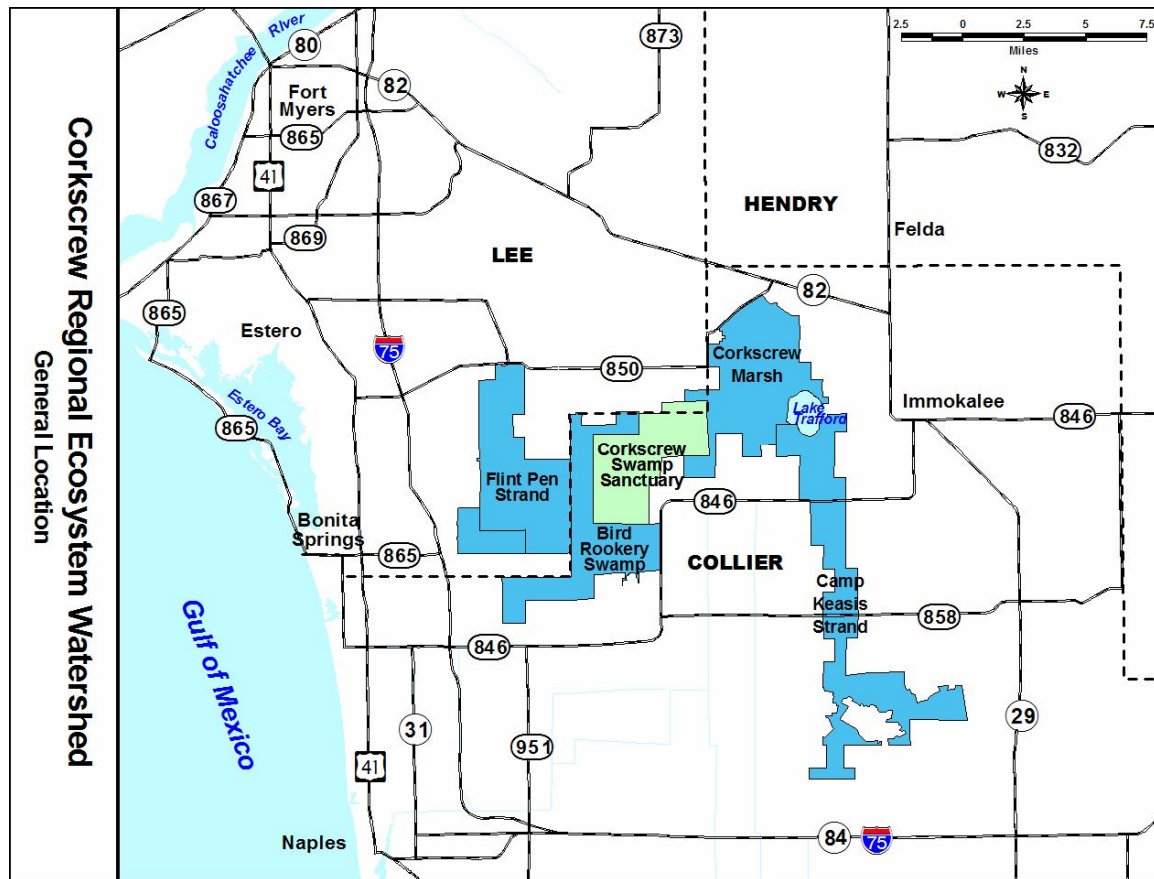 Corkscrew Regional Ecosystem Watershed
General Location
2.5 0 2.5 5 7.5
Miles
N
W E
S
Caloosahatchee River
80
873
82
Fort
Myers
865
41
867
869
832
HENDRY
Felda
LEE
82
865
Estero
75
850
Corkscrew
Marsh
Lake
Trafford
Immokalee
846
Estero Bay
865
Corkscrew
Swamp
Sanctuary
Flint Pen
Strand
846
Bonita
Springs
865
Bird
Rookery
Swamp
COLLIER
Camp
Keasis
Strand
858
846
Gulf of Mexico
31
951
29
41
Naples
84
75